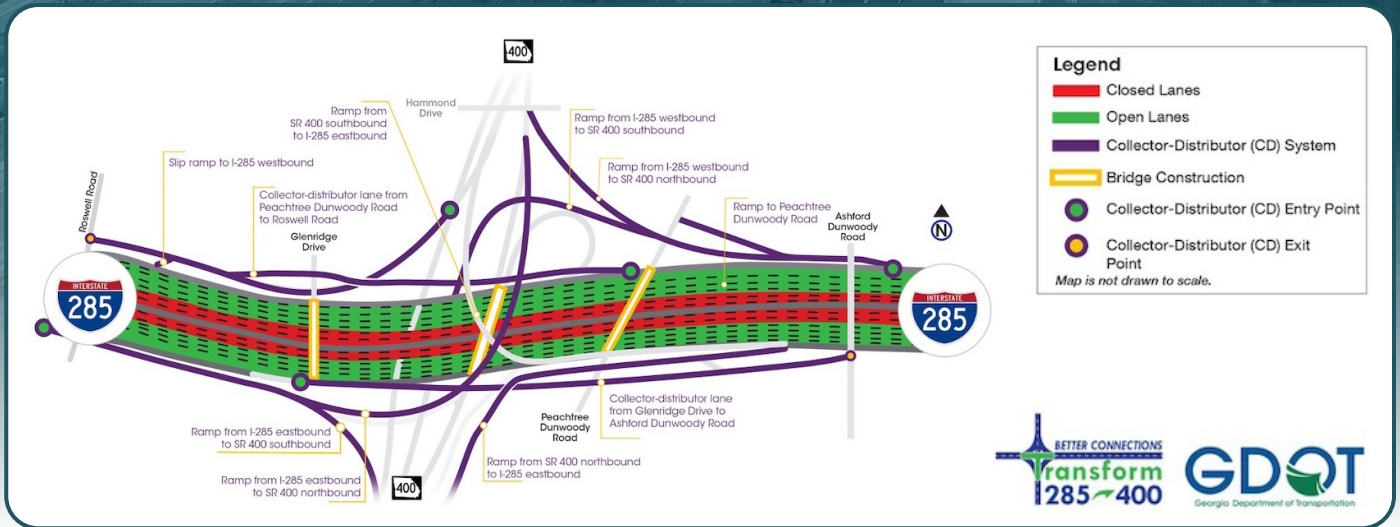 400
Hammond
Drive
Ramp from
SR 400 southbound
to I-285 eastbound
Ramp from I-285 westbound
to SR 400 southbound
Slip ramp to I-285 westbound
Ramp from I-285 westbound
to SR 400 northbound
Roswell Road
Collector-distributor lane from
Peachtree Dunwoody Road
to Roswell Road
Glenridge
Drive
Ramp to Peachtree
Dunwoody Road
Ashford
Dunwoody
Road
N
INTERSTATE
285
INTERSTATE
285
Ramp from I-285 eastbound
to SR 400 southbound
Ramp from I-285 eastbound
to SR 400 northbound
400
Peachtree
Dunwoody
Road
Collector-distributor lane
from Glenridge Drive to
Ashford Dunwoody Road
Ramp from SR 400 northbound
to I-285 eastbound
Legend
Closed Lanes
Open Lanes
Collector-Distributor (CD) System
Bridge Construction
Collector-Distributor (CD) Entry Point
Collector-Distributor (CD) Exit
Point
Map is not drawn to scale.
BETTER CONNECTIONS
Transform
285 400
GDOT
Georgia Department of Transportation